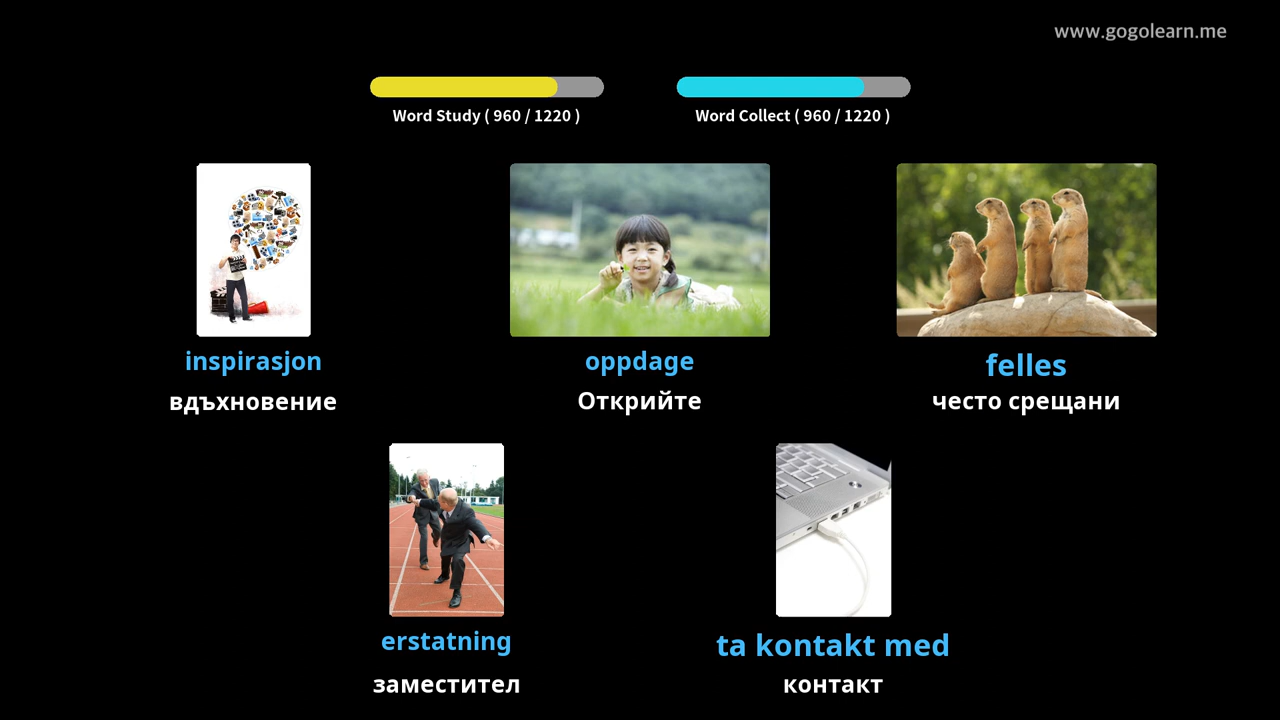 www.gogolearn.me
Word Study ( 960 / 1220 )
Word Collect ( 960 / 1220 )
inspirasjon
вдъхновение
oppdage
Открийте
felles
често срещани
erstatning
заместител
ta kontakt med
контакт